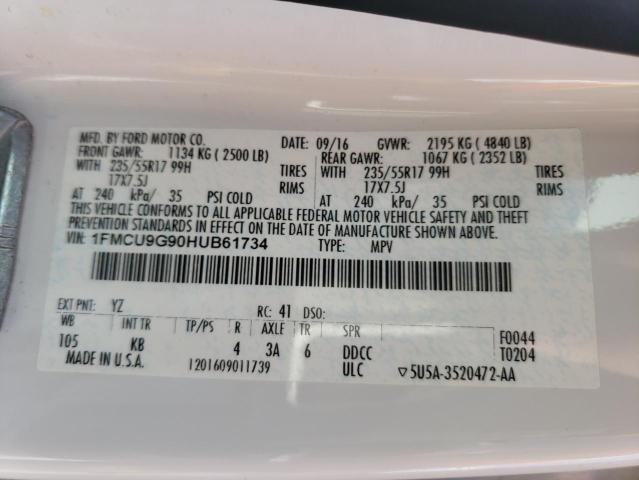 MFD. BY FORD MOTOR CO. DATE: 09/16 GVWR: 2195 KG ( 4840 LB)
FRONT GAWR: 1134 KG ( 2500 LB) REAR GAWR: 1067 KG ( 2352 LB)
WITH 235/55R17 99H TIRES WITH 235/55R17 99H TIRES
17X7.5J RIMS 17X7.5J RIMS
AT 240 kPa/ 35 PSI COLD AT 240 kPa/ 35 PSI COLD
THIS VEHICLE CONFORMS TO ALL APPLICABLE FEDERAL MOTOR VEHICLE SAFETY AND THEFT
PREVENTION STANDARDS IN EFFECT ON THE DATE OF MANUFACTURE SHOWN ABOVE.
VIN: 1FMCU9G90HUB61734 TYPE: MPV
EXT PNT: YZ RC: 41 DSO:
WB INT TR TP/PS R AXLE TR SPR F0044
105 KB 4 3A 6 DDCC T0204
MADE IN U.S.A. 1201609011739 ULC ▽5U5A-3520472-AA